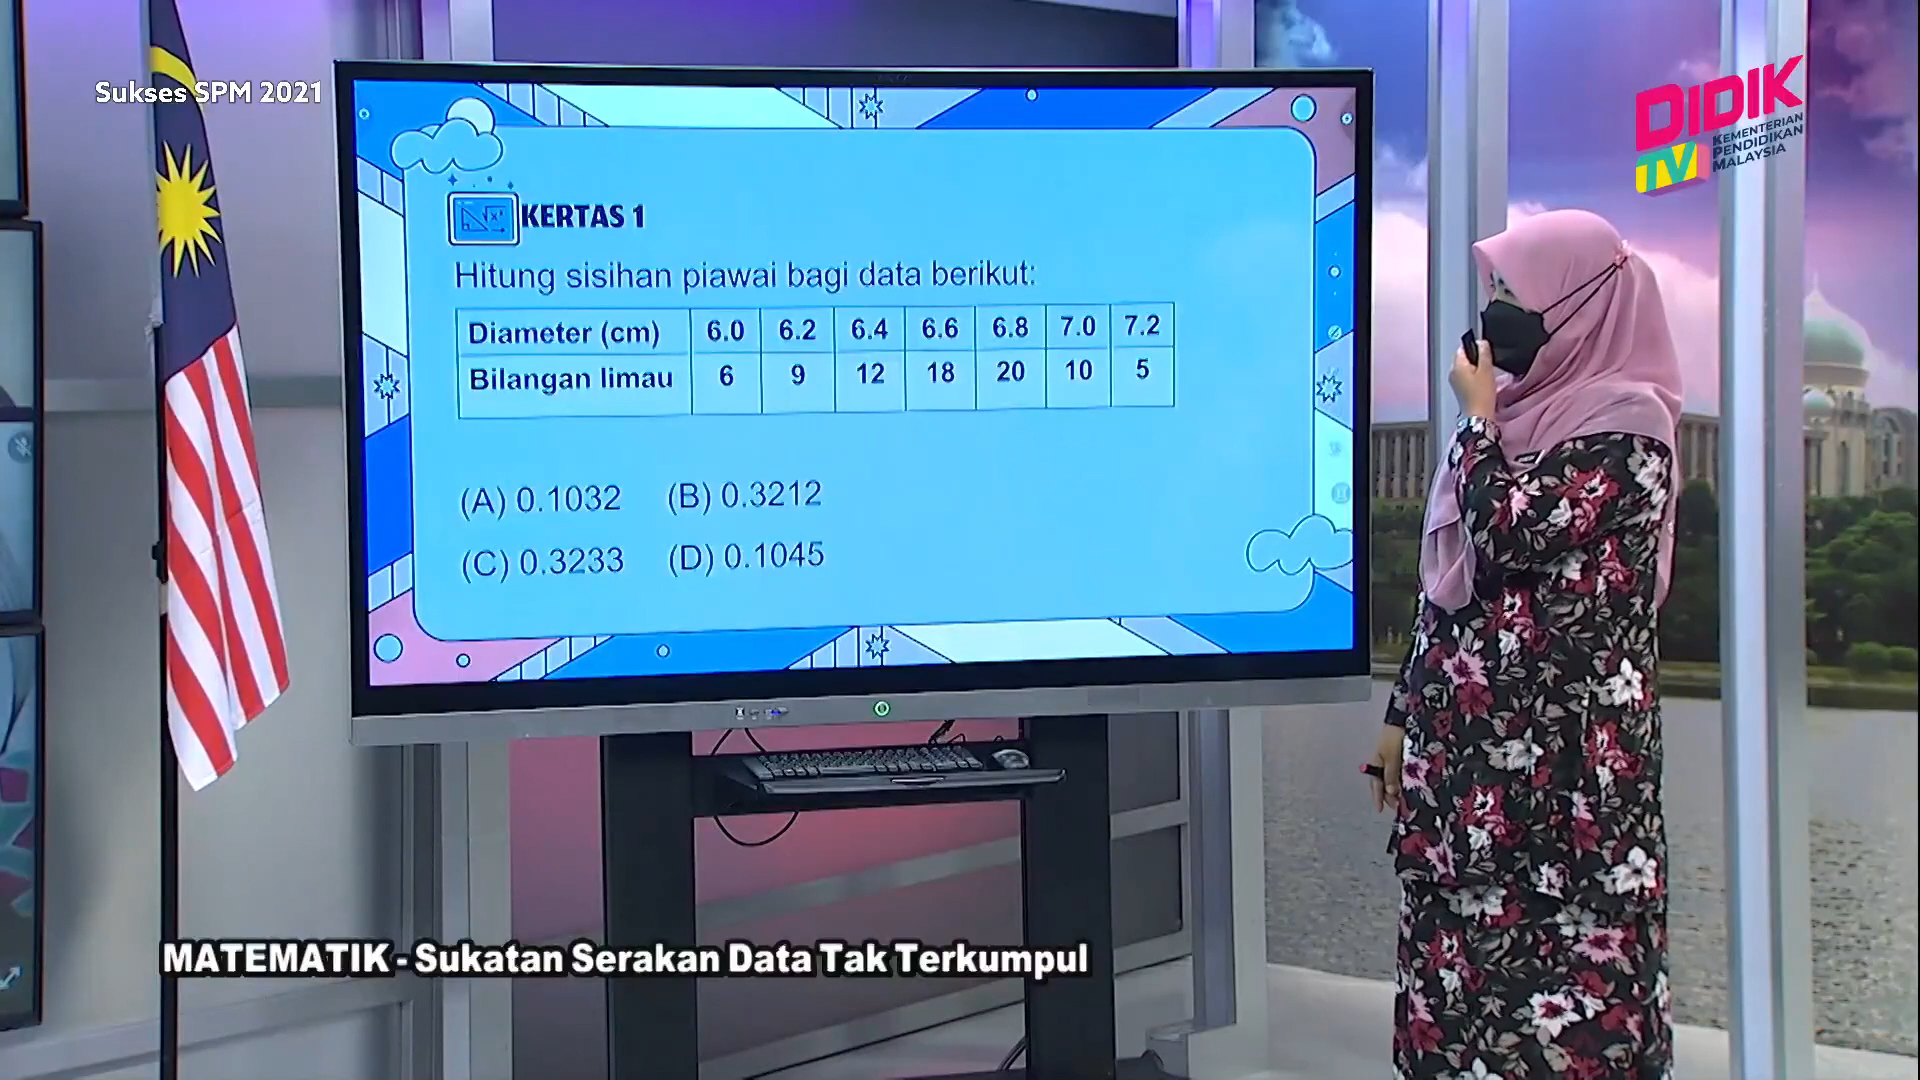 Sukses SPM 2021
DIDIK
TV
KEMENTERIAN
PENDIDIKAN
MALAYSIA
KERTAS 1
Hitung sisihan piawai bagi data berikut:
Diameter (cm) 6.0 6.2 6.4 6.6 6.8 7.0 7.2
Bilangan limau 6 9 12 18 20 10 5
(A) 0.1032 (B) 0.3212
(C) 0.3233 (D) 0.1045
MATEMATIK - Sukatan Serakan Data Tak Terkumpul